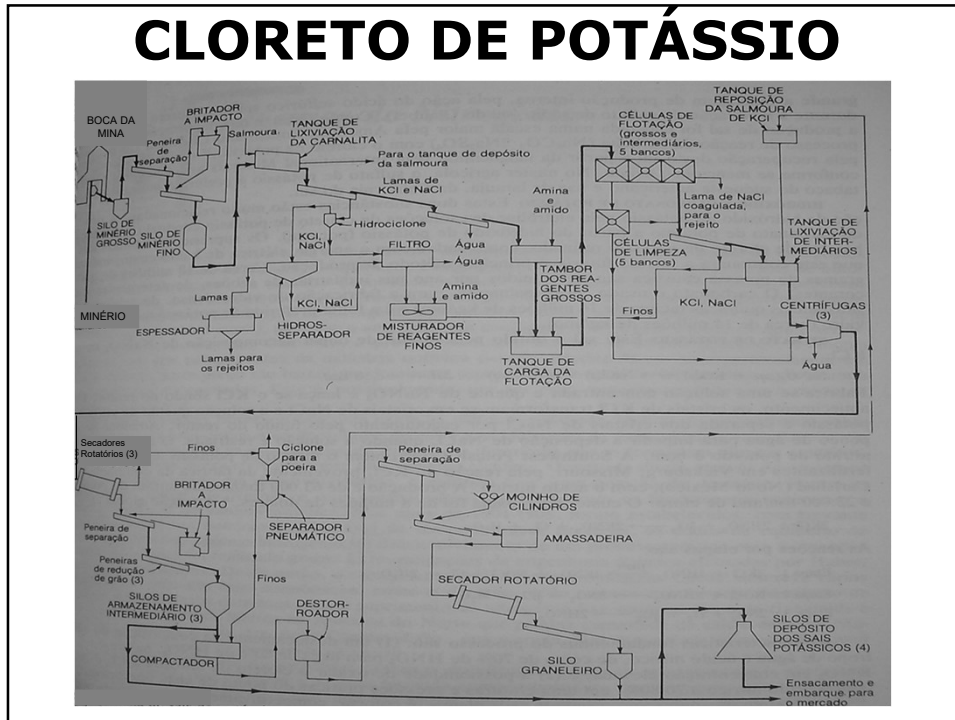 CLORETO DE POTÁSSIO
BOCA DA
MINA
BRITADOR
A IMPACTO
Peneira
de
separação
Salmoura
TANQUE DE
LIXIVIAÇÃO
DA CARNALITA
Para o tanque de depósito
da salmoura
Lamas de
KCl e NaCl
SILO DE
MINÉRIO
GROSSO
SILO DE
MINÉRIO
FINO
KCl,
NaCl
Hidrociclone
FILTRO
Água
Água
Amina
e
amido
CÉLULAS DE
FLOTAÇÃO
(grossos e
intermediários,
5 bancos)
TANQUE DE
REPOSIÇÃO
DA SALMOURA
DE KCl
Lama de NaCl
coagulada,
para o
rejeito
CÉLULAS
DE LIMPEZA
(5 bancos)
TANQUE DE
LIXIVIAÇÃO
DE INTER-
MEDIÁRIOS
TAMBOR
DOS REA-
GENTES
GROSSOS
Lamas
KCl, NaCl
Amina
e amido
Finos
KCl, NaCl
CENTRÍFUGAS
(3)
MINÉRIO
ESPESSADOR
HIDROS-
SEPARADOR
MISTURADOR
DE REAGENTES
FINOS
Lamas para
os rejeitos
TANQUE DE
CARGA DA
FLOTAÇÃO
Água
Secadores
Rotatórios (3)
Finos
Ciclone
para a
poeira
Peneira de
separação
BRITADOR
A
IMPACTO
MOINHO DE
CILINDROS
Peneira de
separação
SEPARADOR
PNEUMÁTICO
AMASSADEIRA
Peneiras
de redução
de grão (3)
Finos
SECADOR ROTATÓRIO
SILOS DE
ARMAZENAMENTO
INTERMEDIÁRIO (3)
DESTOR-
ROADOR
SILOS DE
DEPÓSITO
DOS SAIS
POTÁSSICOS (4)
COMPACTADOR
SILO
GRANELEIRO
Ensacamento e
embarque para
o mercado